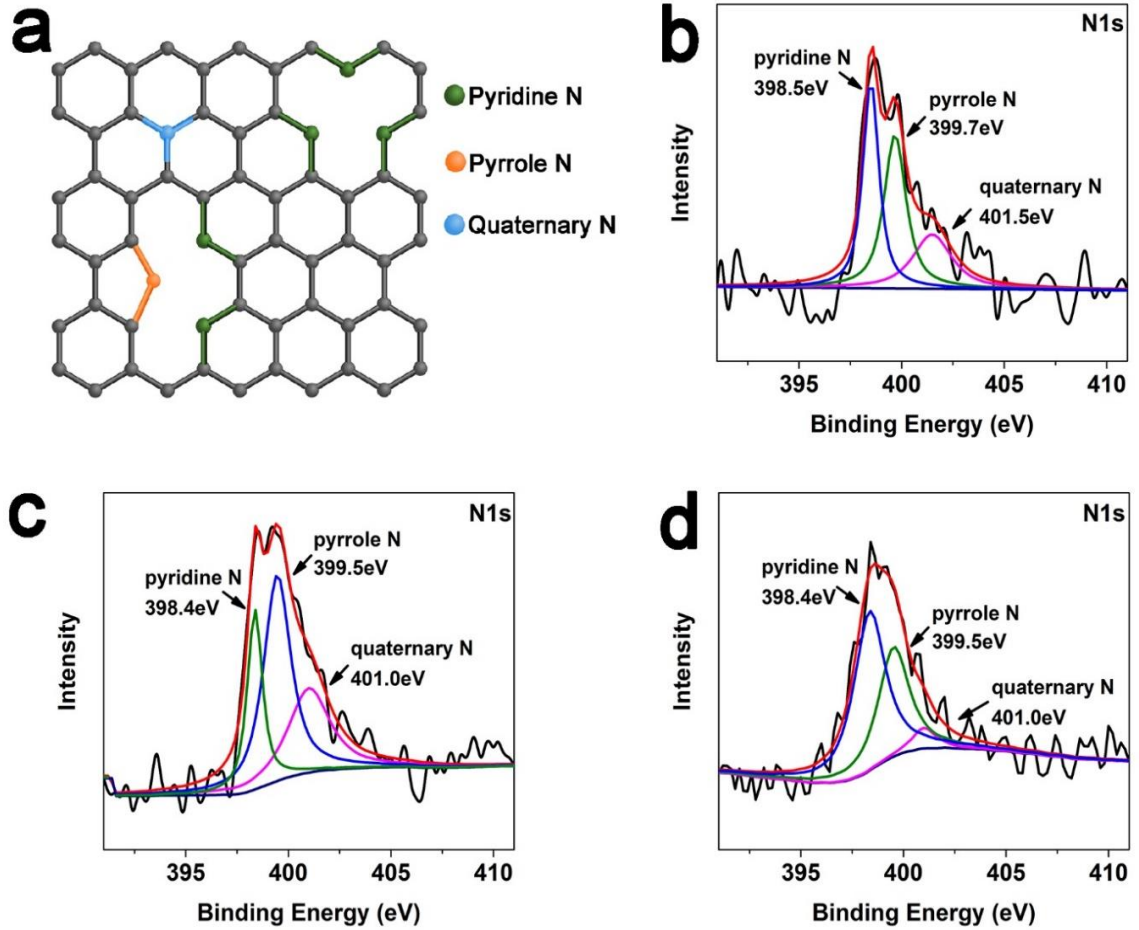 a
Pyridine N
Pyrrole N
Quaternary N
b
N1s
pyridine N
398.5eV
pyrrole N
399.7eV
quaternary N
401.5eV
Intensity
395 400 405 410
Binding Energy (eV)
c
N1s
pyrrole N
399.5eV
pyridine N
398.4eV
quaternary N
401.0eV
Intensity
395 400 405 410
Binding Energy (eV)
d
N1s
pyridine N
398.4eV
pyrrole N
399.5eV
quaternary N
401.0eV
Intensity
395 400 405 410
Binding Energy (eV)